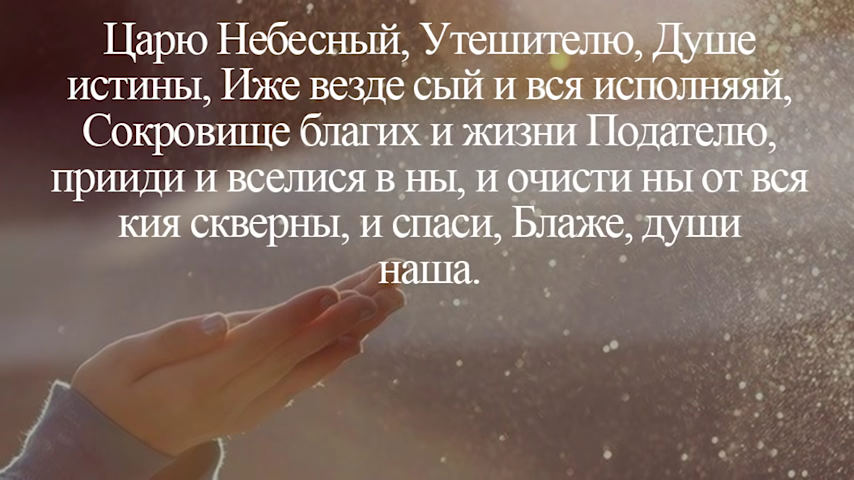 Царю Небесный, Утешителю, Душе
истины, Иже везде сый и вся исполняяй,
Сокровище благих и жизни Подателю,
прииди и вселися в ны, и очисти ны от вся
кия скверны, и спаси, Блаже, души
наша.